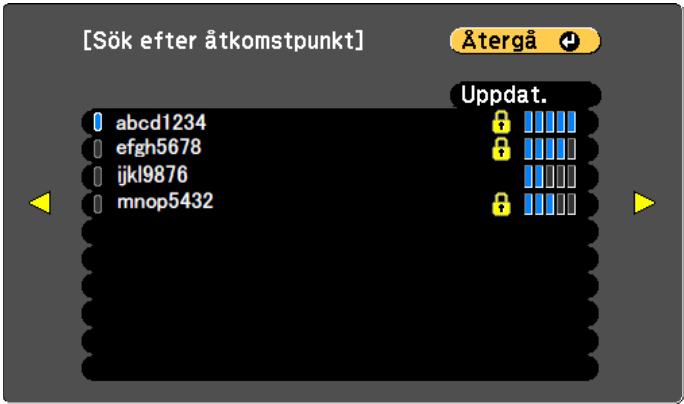 [Sök efter åtkomstpunkt] Återgå
Uppdat.
abcd1234
efgh5678
ijkl9876
mnop5432